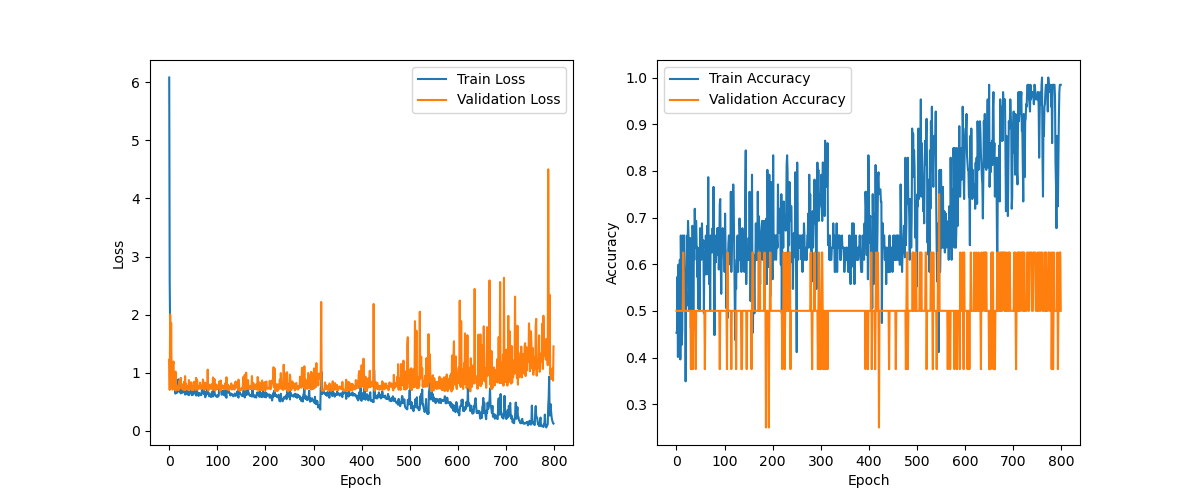 6
5
4
3
2
1
0
Loss
Train Loss
Validation Loss
0 100 200 300 400 500 600 700 800
Epoch
1.0
0.9
0.8
0.7
0.6
0.5
0.4
0.3
Accuracy
Train Accuracy
Validation Accuracy
0 100 200 300 400 500 600 700 800
Epoch